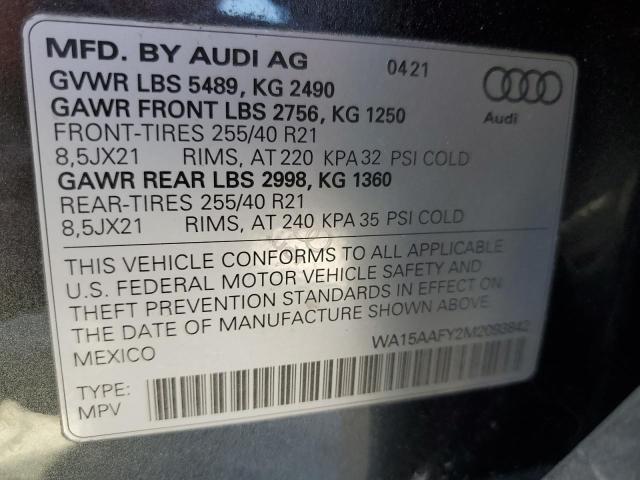 MFD. BY AUDI AG 0421
GVWR LBS 5489, KG 2490
GAWR FRONT LBS 2756, KG 1250
Audi
FRONT-TIRES 255/40 R21
8,5JX21 RIMS, AT 220 KPA 32 PSI COLD
GAWR REAR LBS 2998, KG 1360
REAR-TIRES 255/40 R21
8,5JX21 RIMS, AT 240 KPA 35 PSI COLD
THIS VEHICLE CONFORMS TO ALL APPLICABLE
U.S. FEDERAL MOTOR VEHICLE SAFETY AND
THEFT PREVENTION STANDARDS IN EFFECT ON
THE DATE OF MANUFACTURE SHOWN ABOVE.
MEXICO WA15AAFY2M2093842
TYPE:
MPV